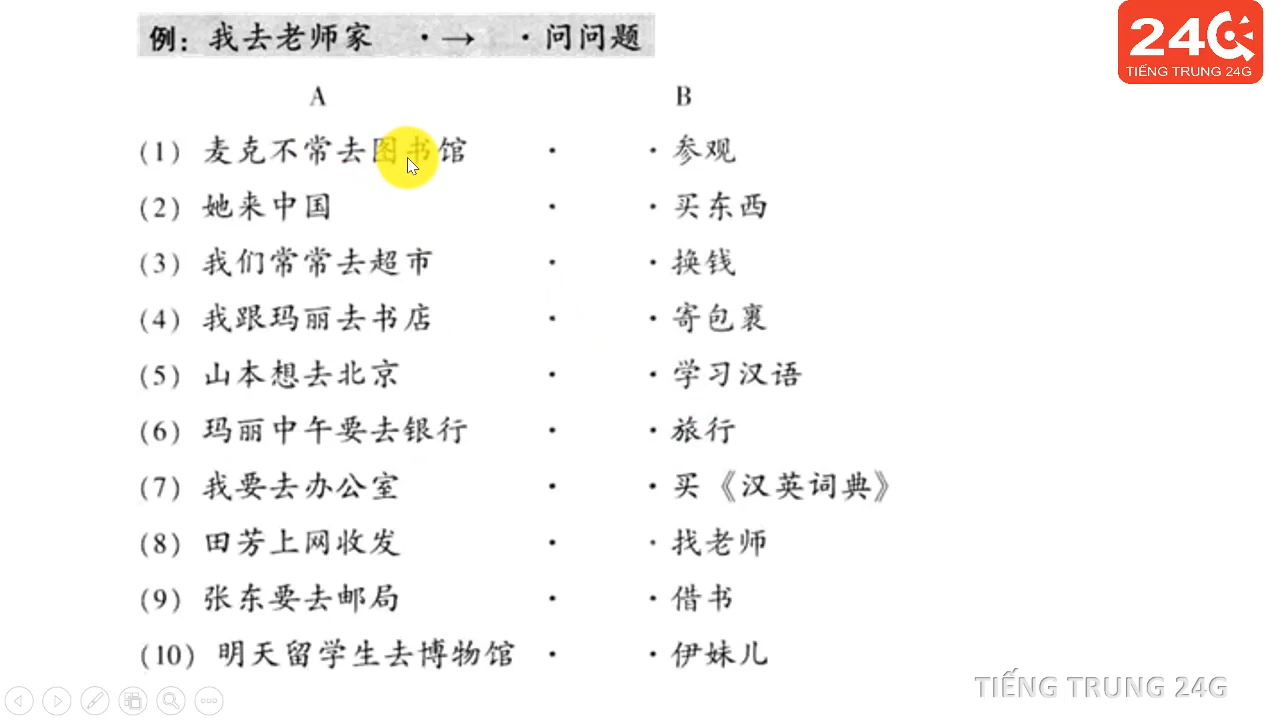 例：我去老师家 ·→ ·问问题
24G
TIẾNG TRUNG 24G
A B
(1) 麦克不常去图书馆 · ·参观
(2) 她来中国 · ·买东西
(3) 我们常常去超市 · ·换钱
(4) 我跟玛丽去书店 · ·寄包裹
(5) 山本想去北京 · ·学习汉语
(6) 玛丽中午要去银行 · ·旅行
(7) 我要去办公室 · ·买《汉英词典》
(8) 田芳上网收发 · ·找老师
(9) 张东要去邮局 · ·借书
(10) 明天留学生去博物馆 · ·伊妹儿
TIẾNG TRUNG 24G